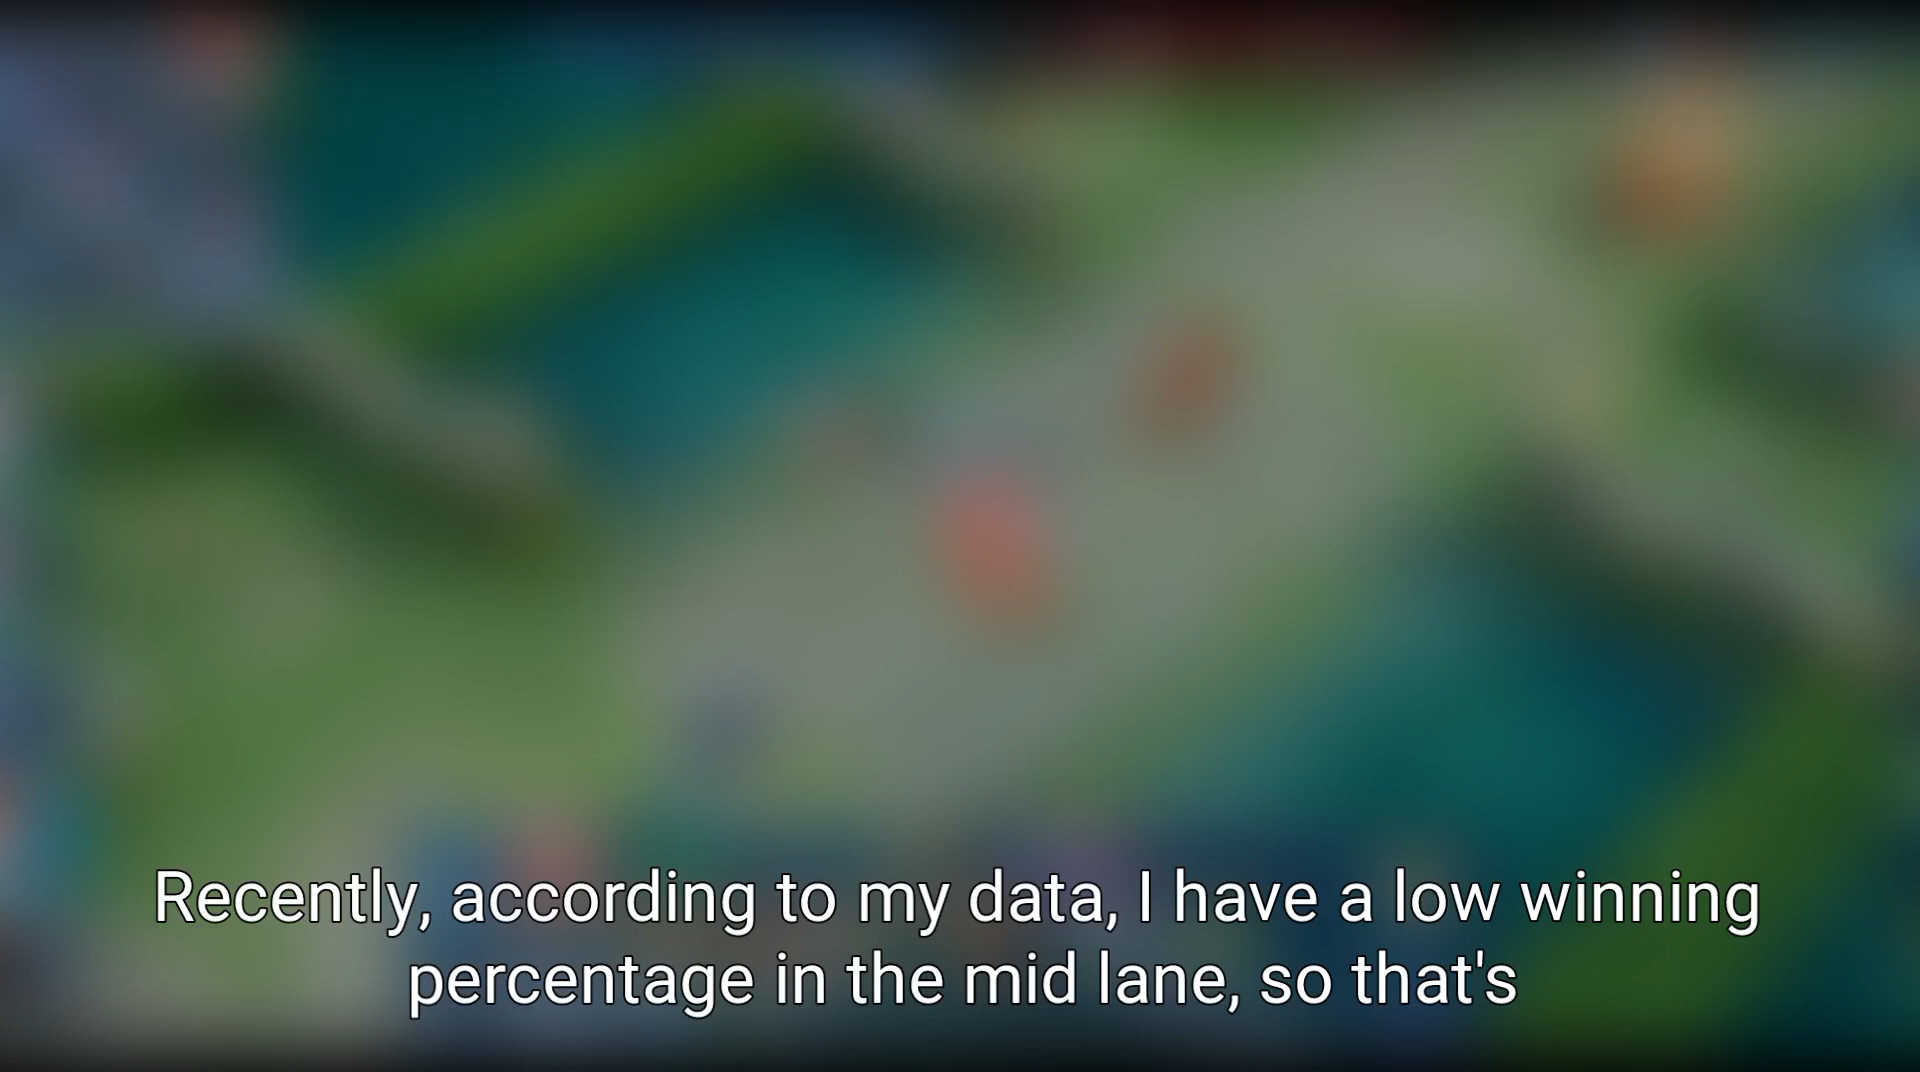 Recently, according to my data, I have a low winning
percentage in the mid lane, so that's